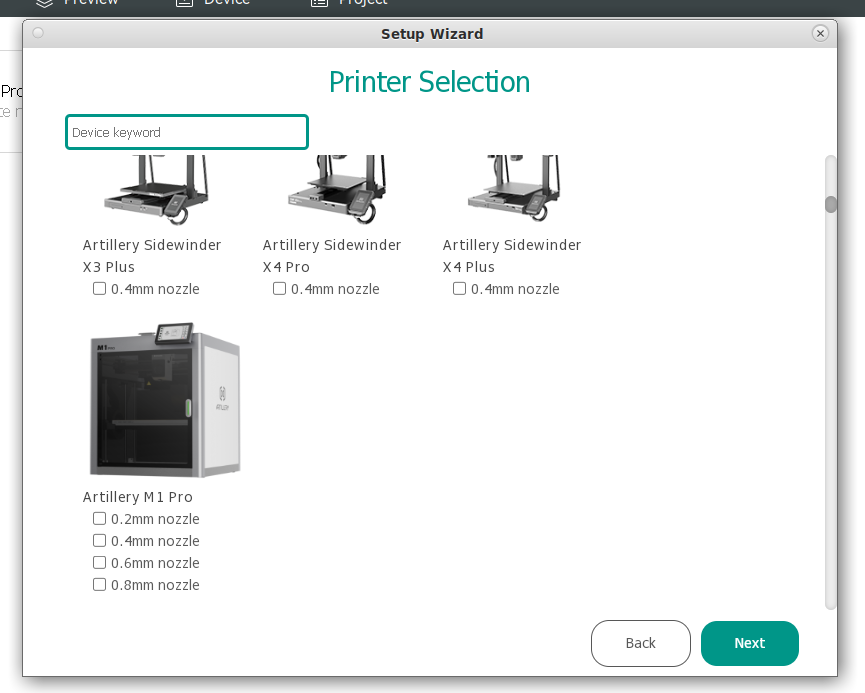 Preview
Device
Project
Setup Wizard
Pro
Printer Selection
Device keyword
Artillery Sidewinder
X3 Plus
0.4mm nozzle
Artillery Sidewinder
X4 Pro
0.4mm nozzle
Artillery Sidewinder
X4 Plus
0.4mm nozzle
M1
Artillery M1 Pro
0.2mm nozzle
0.4mm nozzle
0.6mm nozzle
0.8mm nozzle
Back
Next